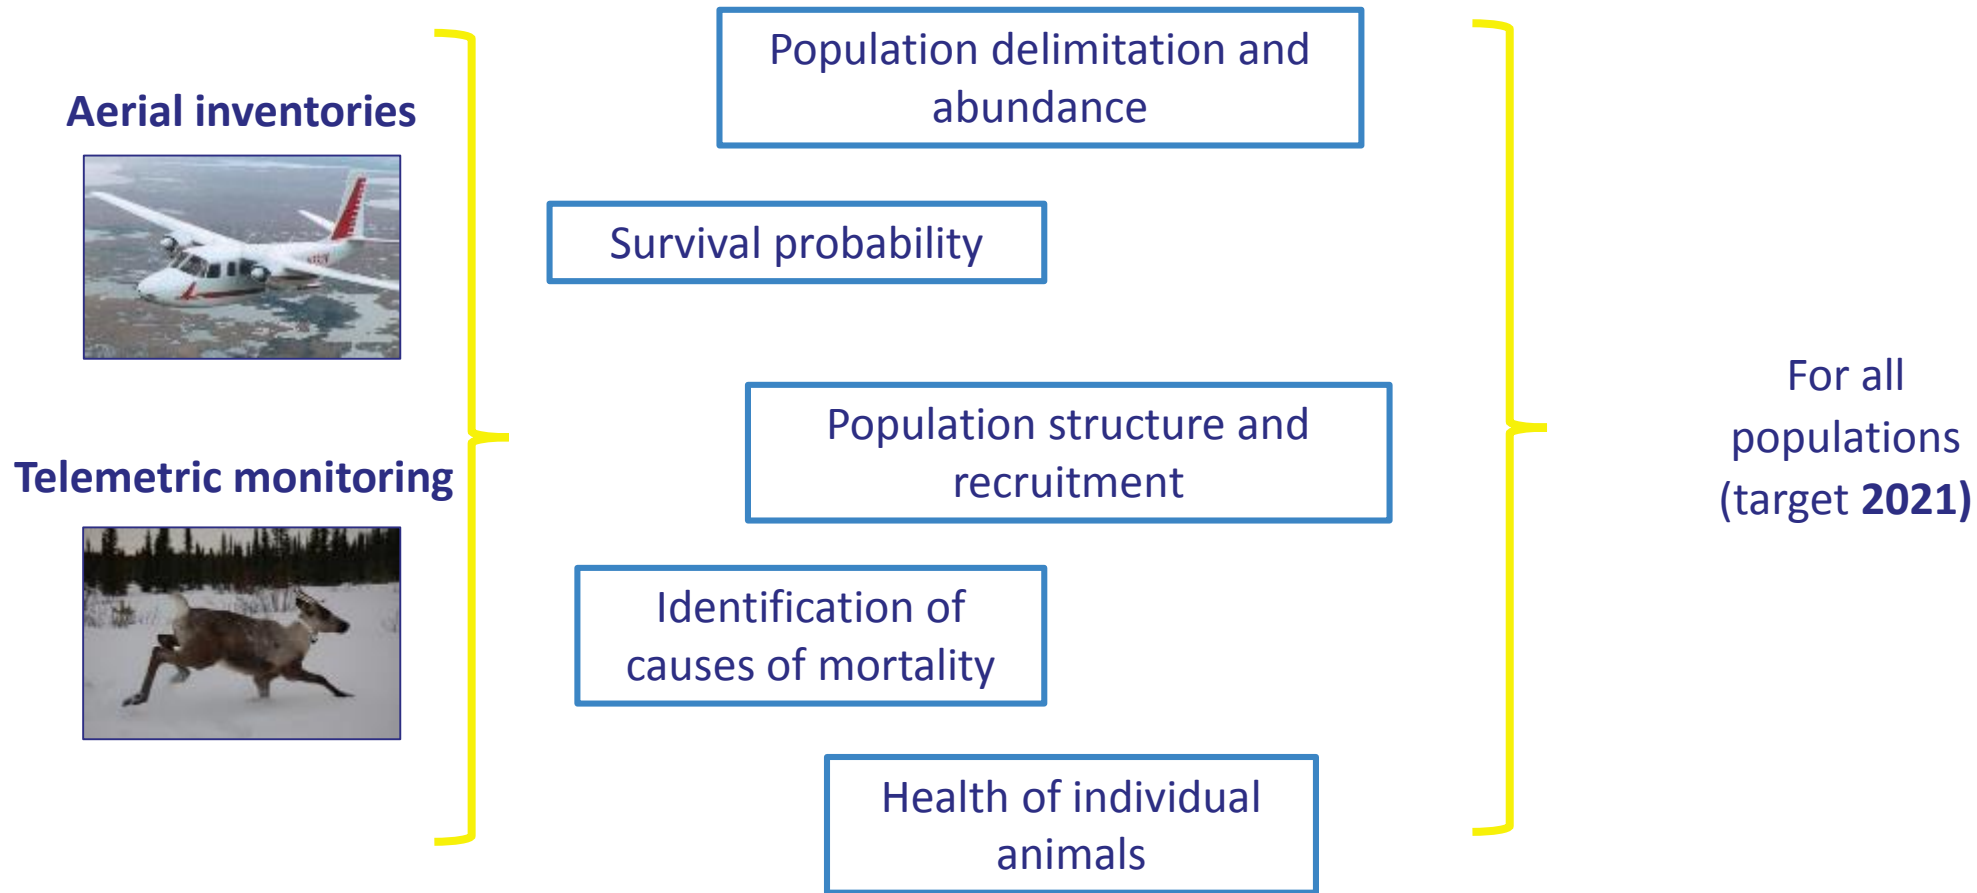 Aerial inventories
Telemetric monitoring
Population delimitation and
abundance
Survival probability
Population structure and
recruitment
Identification of
causes of mortality
Health of individual
animals
For all
populations
(target 2021)